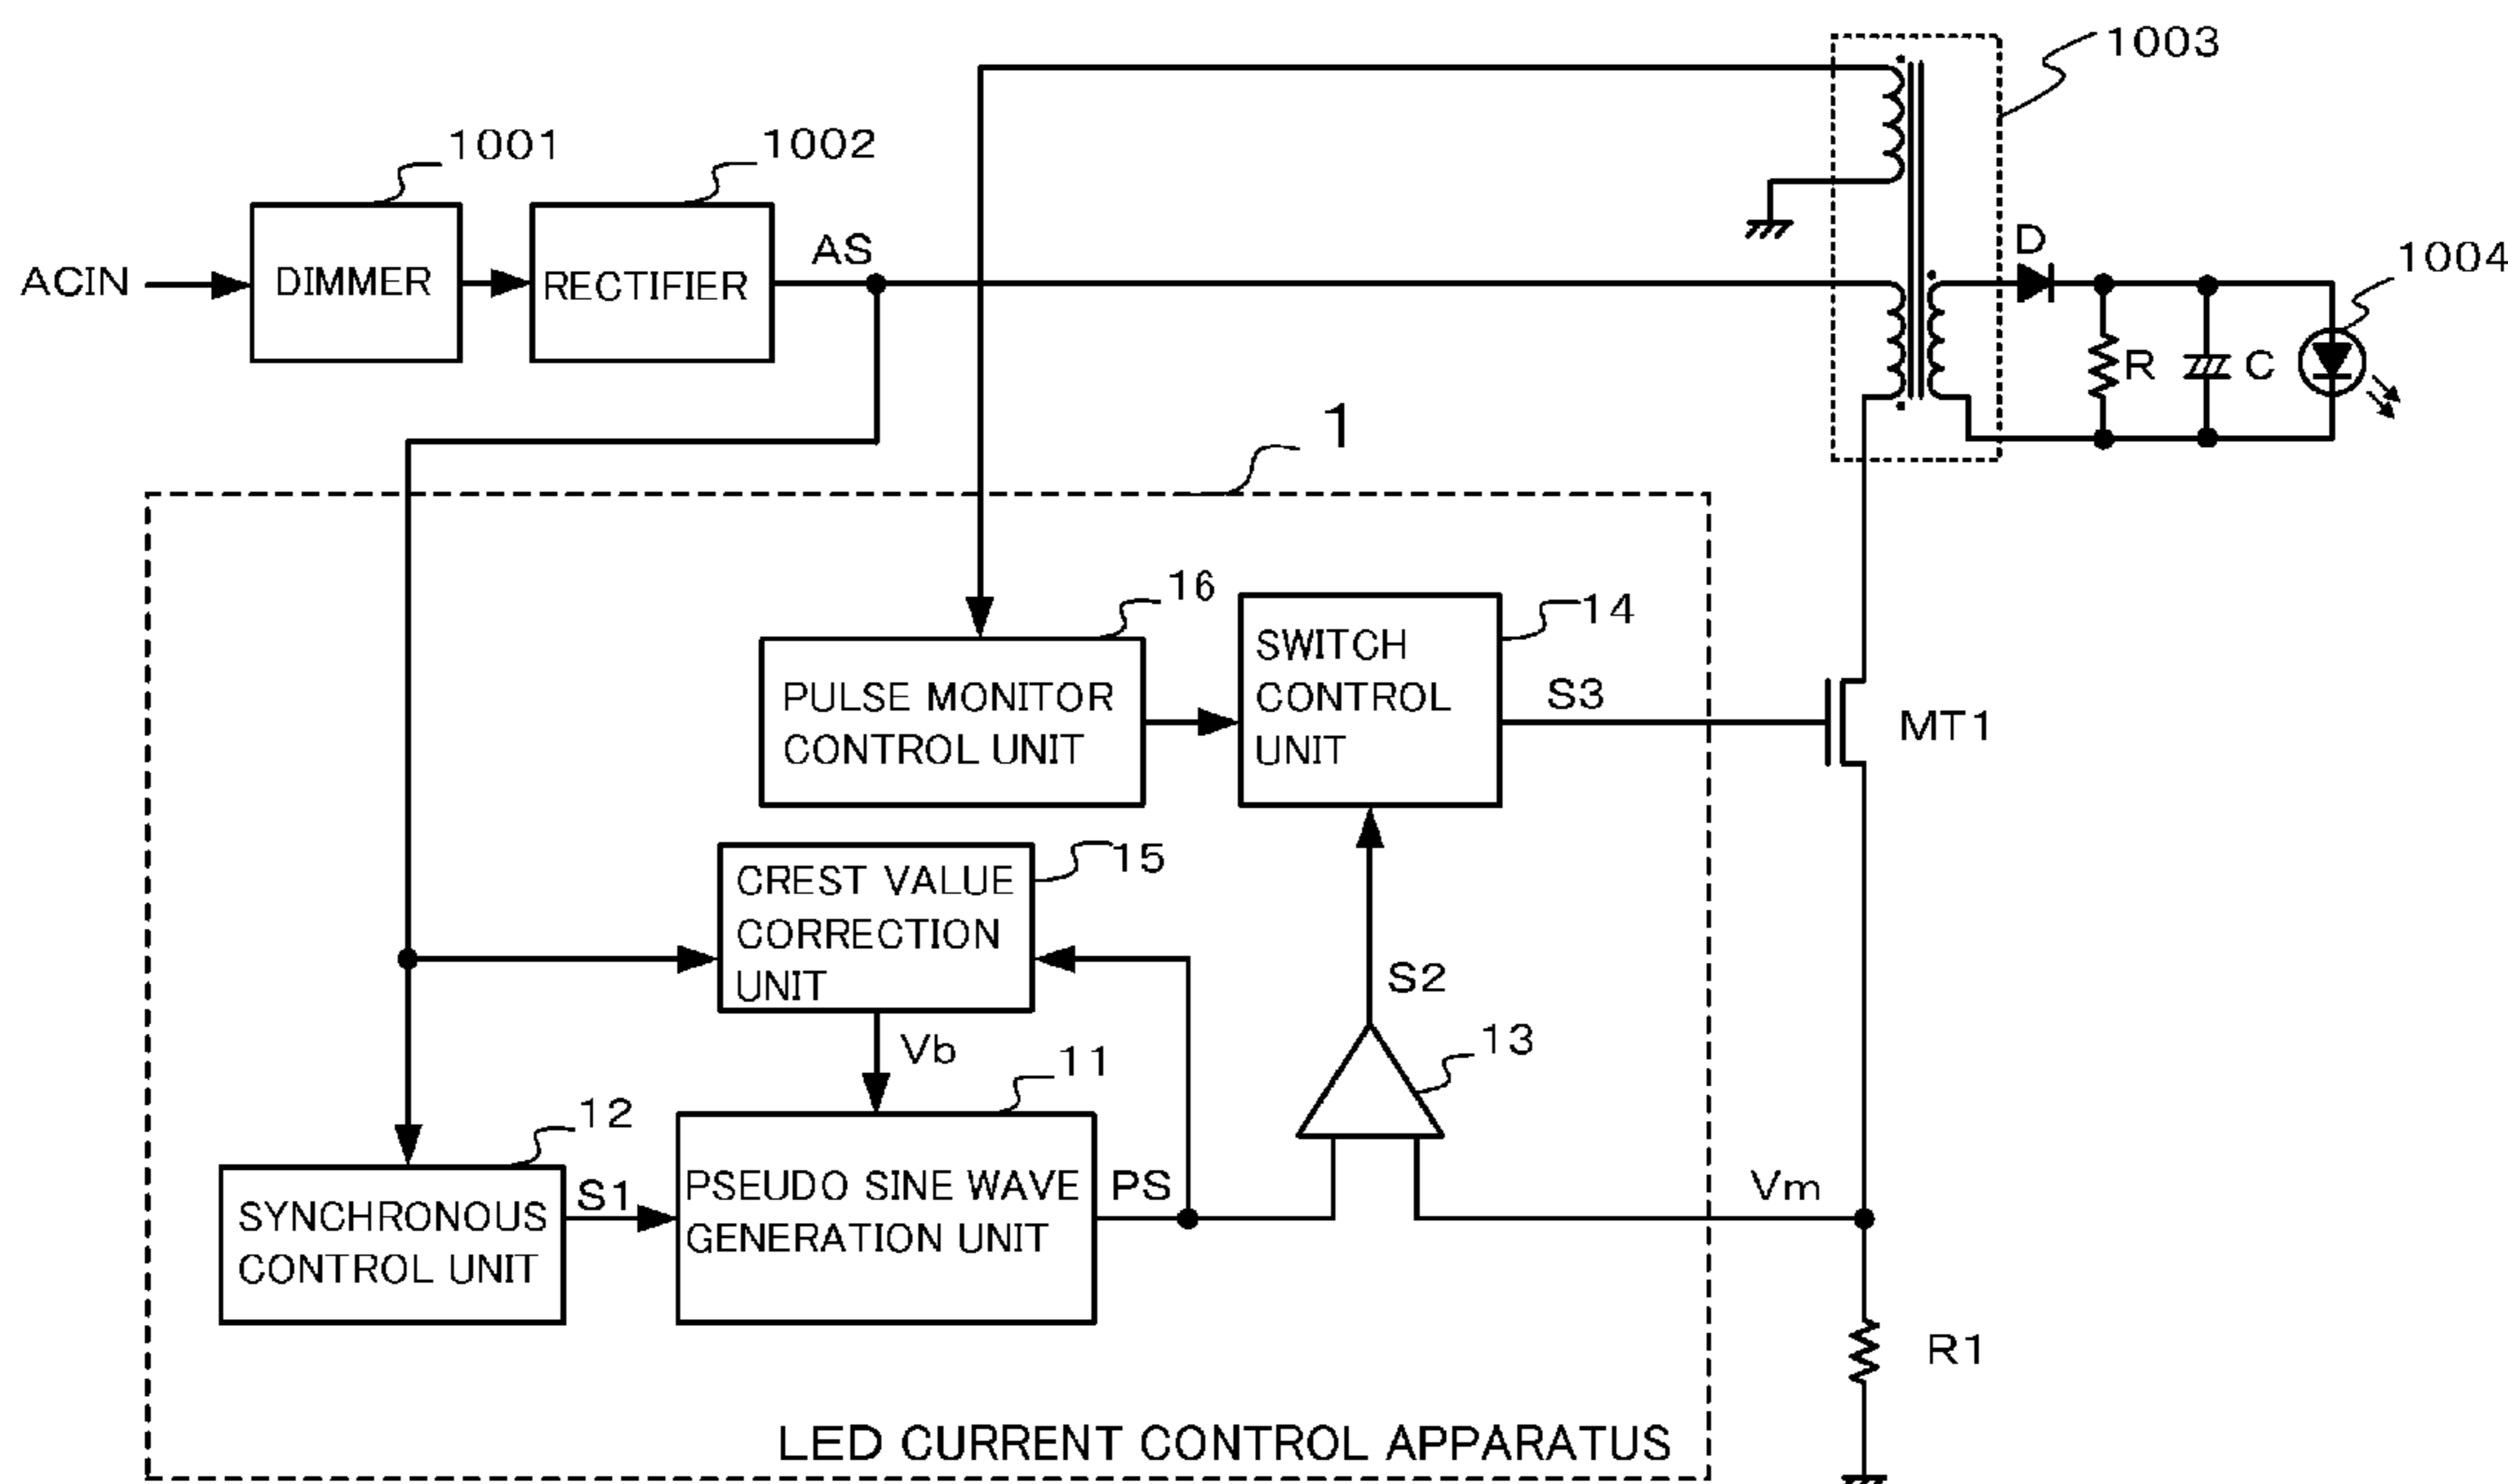 1003
1001
1002
ACIN
DIMMER
RECTIFIER
AS
D
1004
R
C
1
16
14
PULSE MONITOR
CONTROL UNIT
SWITCH
CONTROL
UNIT
S3
MT1
15
CREST VALUE
CORRECTION
UNIT
S2
Vb
11
13
12
SYNCHRONOUS
CONTROL UNIT
S1
PSEUDO SINE WAVE
GENERATION UNIT
PS
Vm
R1
LED CURRENT CONTROL APPARATUS